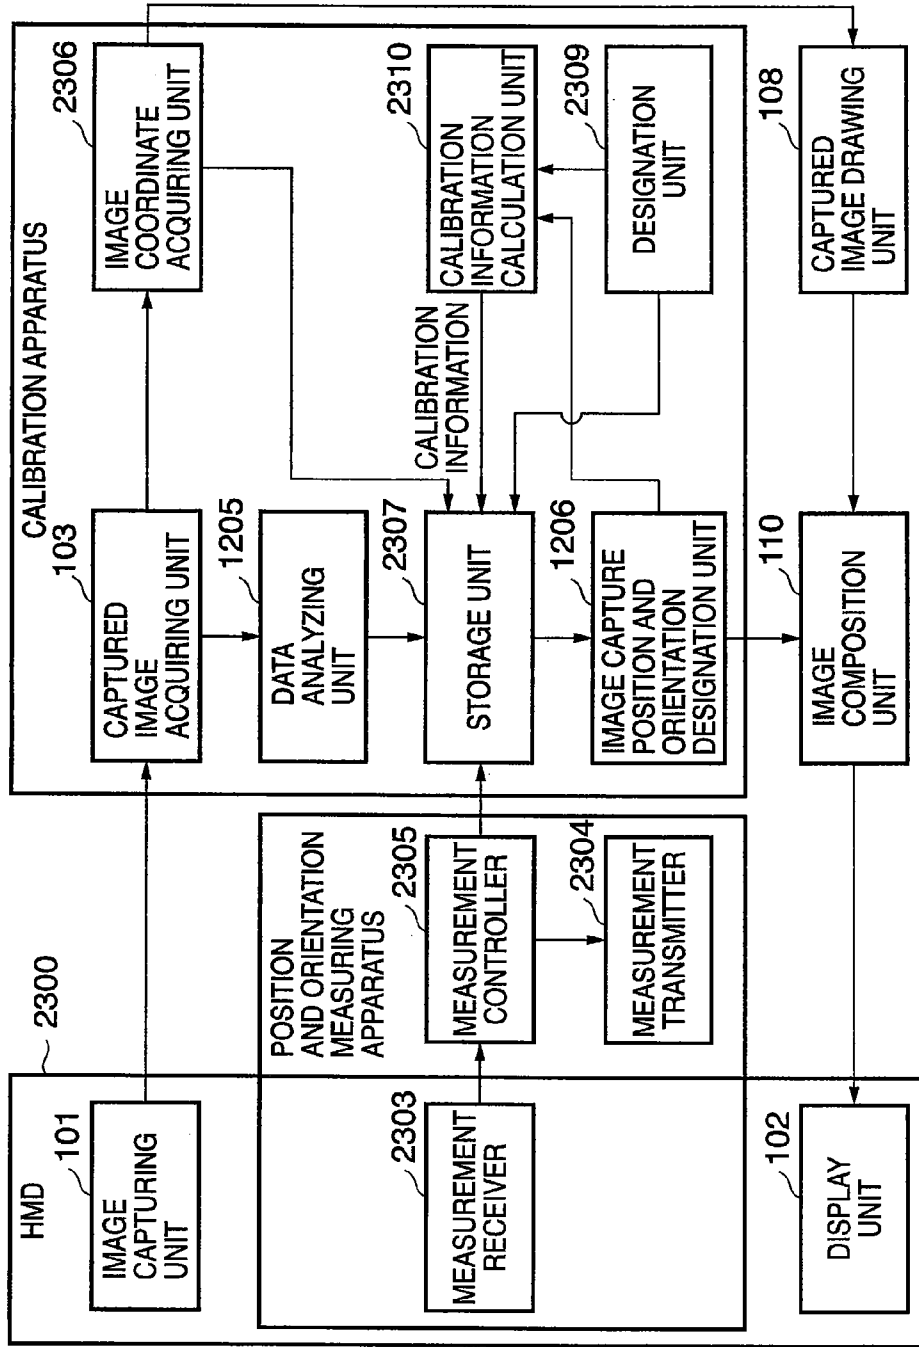 HMD
2300
101
IMAGE
CAPTURING
UNIT
POSITION
AND ORIENTATION
MEASURING
APPARATUS
2303
MEASUREMENT
RECEIVER
2305
MEASUREMENT
CONTROLLER
2304
MEASUREMENT
TRANSMITTER
102
DISPLAY
UNIT
CALIBRATION APPARATUS
103
CAPTURED
IMAGE
ACQUIRING UNIT
2306
IMAGE
COORDINATE
ACQUIRING UNIT
1205
DATA
ANALYZING
UNIT
2307
STORAGE UNIT
CALIBRATION
INFORMATION
2310
CALIBRATION
INFORMATION
CALCULATION UNIT
1206
IMAGE CAPTURE
POSITION AND
ORIENTATION
DESIGNATION UNIT
2309
DESIGNATION
UNIT
110
IMAGE
COMPOSITION
UNIT
108
CAPTURED
IMAGE DRAWING
UNIT